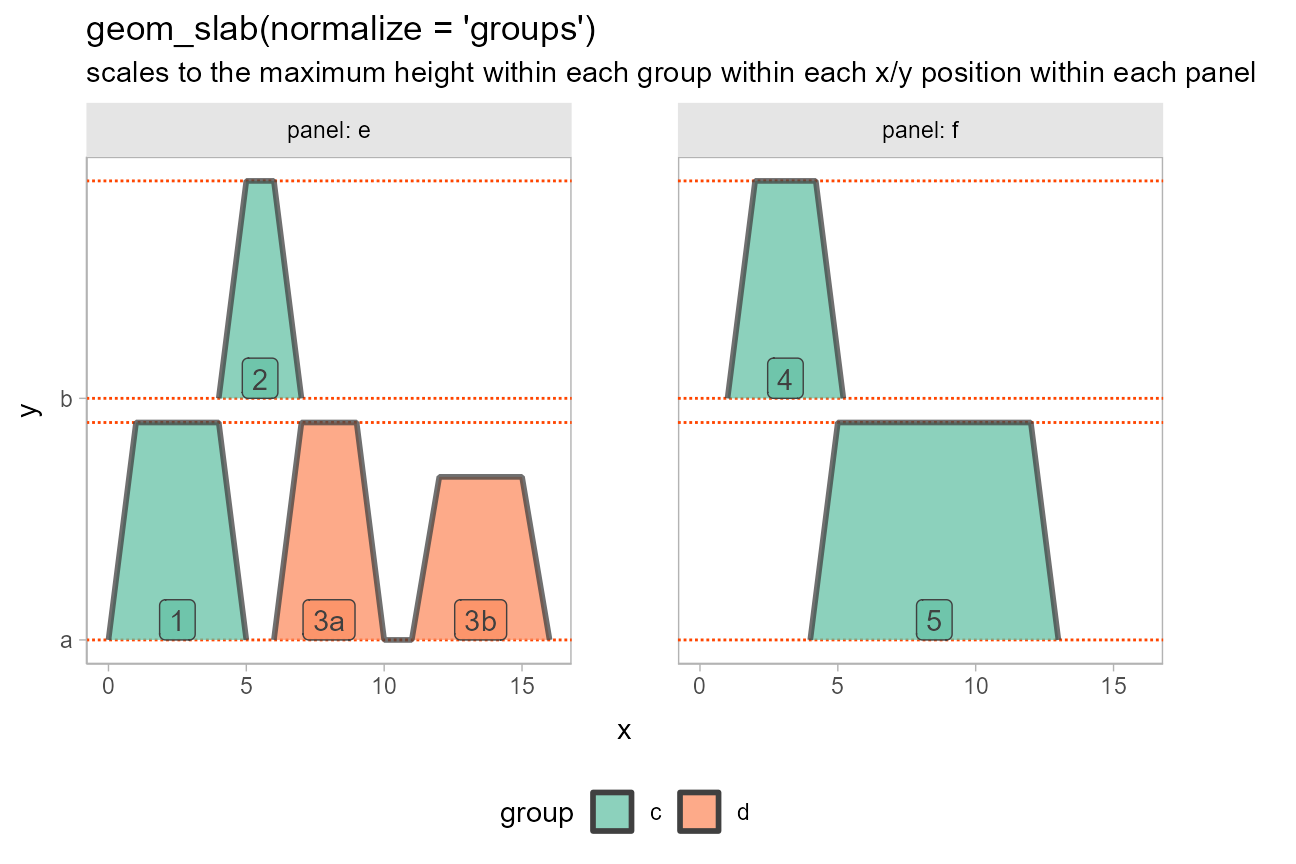 geom_slab(normalize = 'groups')
scales to the maximum height within each group within each x/y position within each panel
panel: e
panel: f
y
b
a
2
4
1
3a
3b
5
0 5 10 15
0 5 10 15
x
group c d